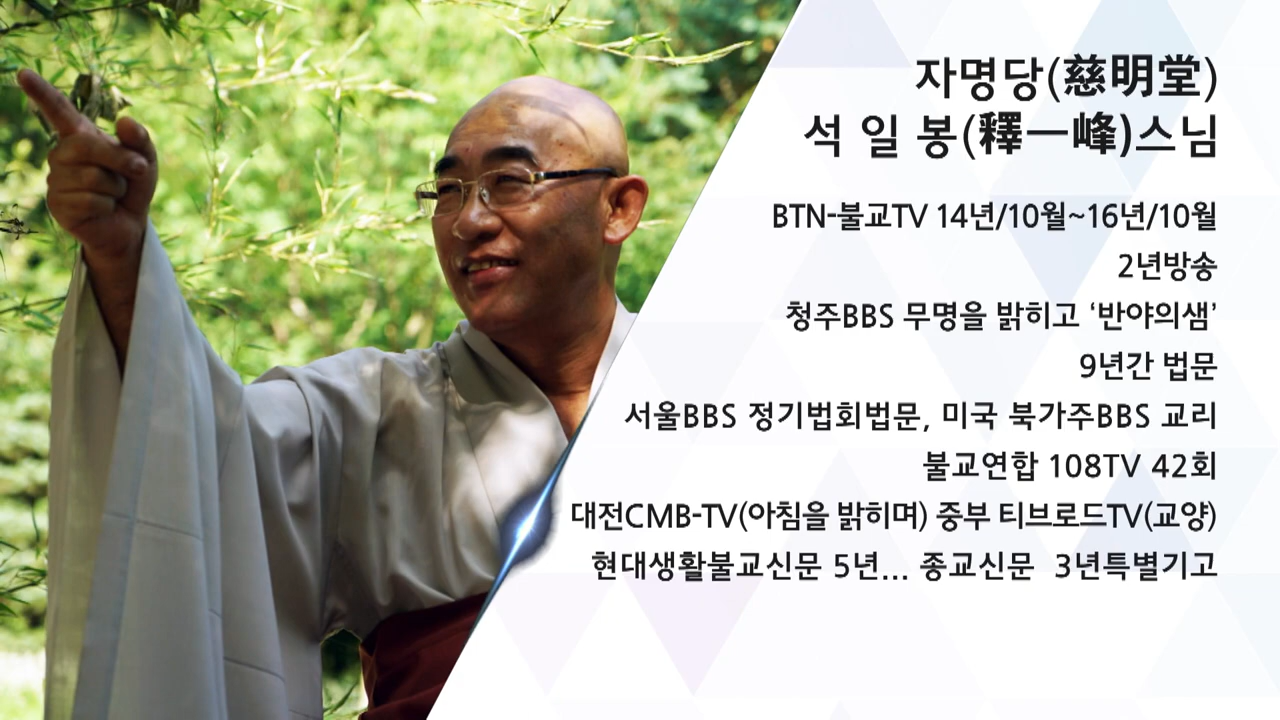 자명당(慈明堂)
석 일 봉(釋一峰)스님
BTN-불교TV 14년/10월~16년/10월
2년방송
청주BBS 무명을 밝히고 ‘반야의샘’
9년간 법문
서울BBS 정기법회법문, 미국 북가주BBS 교리
불교연합 108TV 42회
대전CMB-TV(아침을 밝히며) 중부 티브로드TV(교양)
현대생활불교신문 5년... 종교신문 3년특별기고